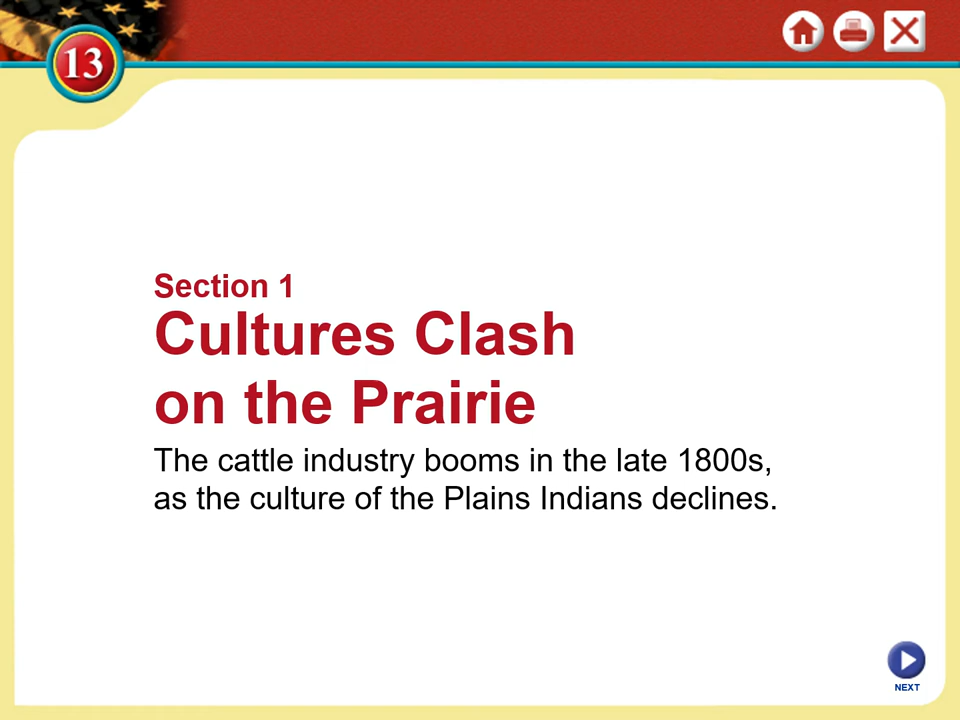 13
Section 1
Cultures Clash
on the Prairie
The cattle industry booms in the late 1800s,
as the culture of the Plains Indians declines.
NEXT